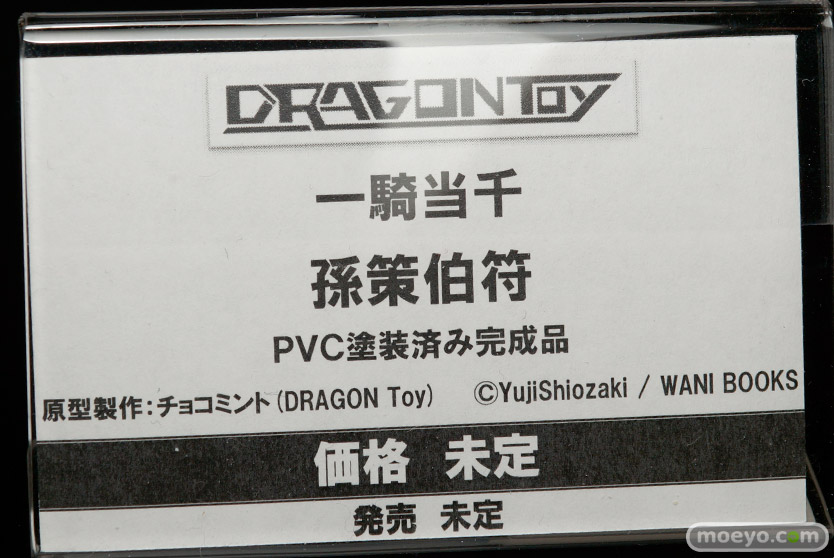 DRAGONToy
一騎当千
孫策伯符
PVC塗装済み完成品
原型製作:チョコミント(DRAGON Toy) ©YujiShiozaki / WANI BOOKS
価格 未定
発売 未定
moeyo.com